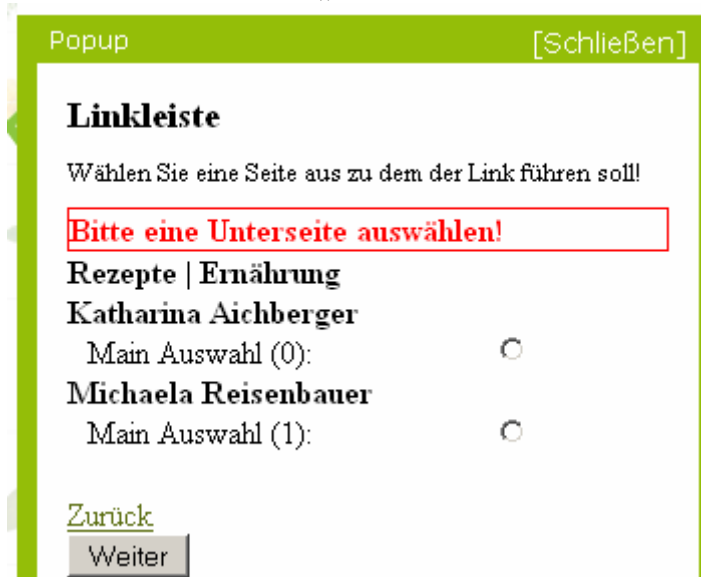 Popup [Schließen]
Linkleiste
Wählen Sie eine Seite aus zu dem der Link führen soll!
Bitte eine Unterseite auswählen!
Rezepte | Ernährung
Katharina Aichberger
Main Auswahl (0):
Michaela Reisenbauer
Main Auswahl (1):
Zurück
Weiter